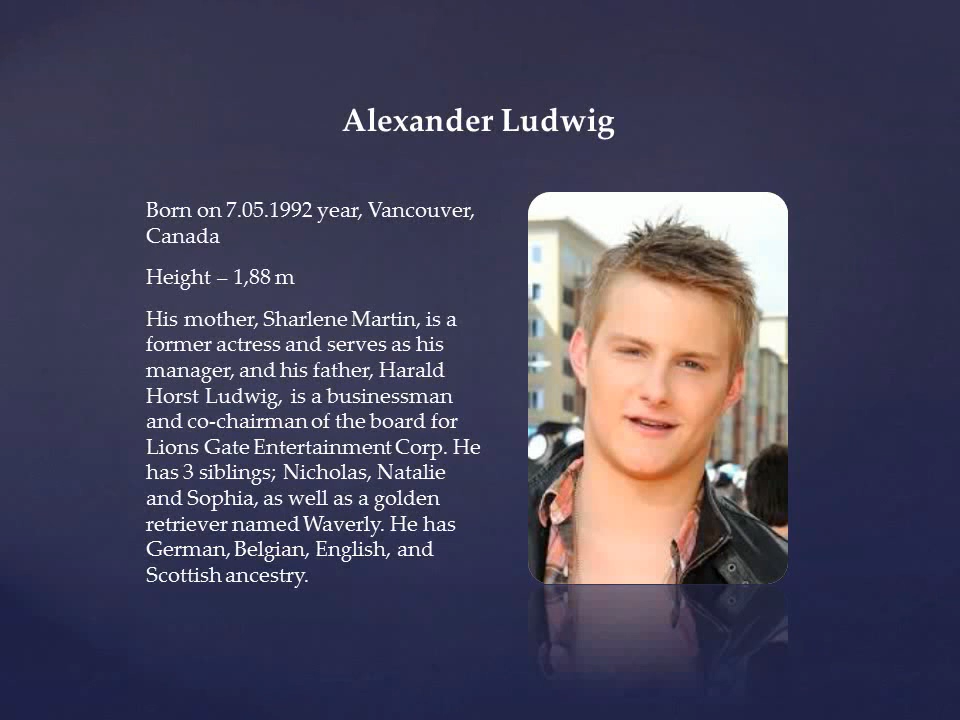 Alexander Ludwig
Born on 7.05.1992 year, Vancouver,
Canada
Height – 1,88 m
His mother, Sharlene Martin, is a
former actress and serves as his
manager, and his father, Harald
Horst Ludwig, is a businessman
and co-chairman of the board for
Lions Gate Entertainment Corp. He
has 3 siblings; Nicholas, Natalie
and Sophia, as well as a golden
retriever named Waverly. He has
German, Belgian, English, and
Scottish ancestry.